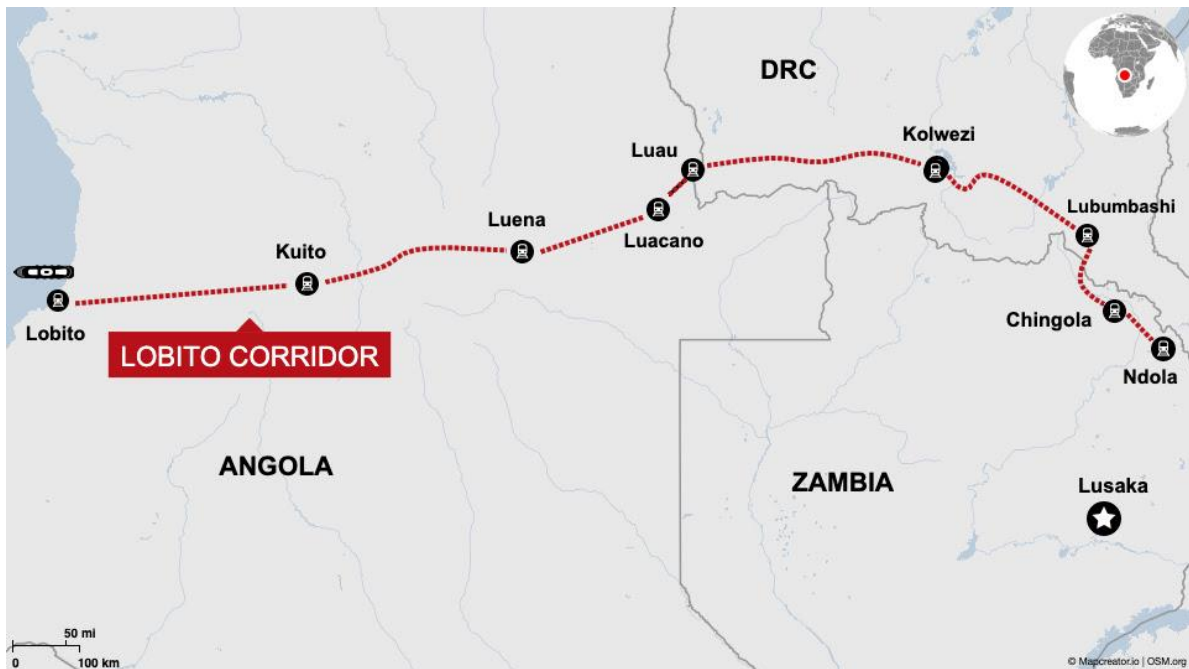 DRC
Kolwezi
Luau
Lubumbashi
Luena
Luacano
Kuito
Chingola
Lobito
LOBITO CORRIDOR
Ndola
ANGOLA
ZAMBIA
Lusaka
50 mi
0 100 km
© Mapcreator.io | OSM.org